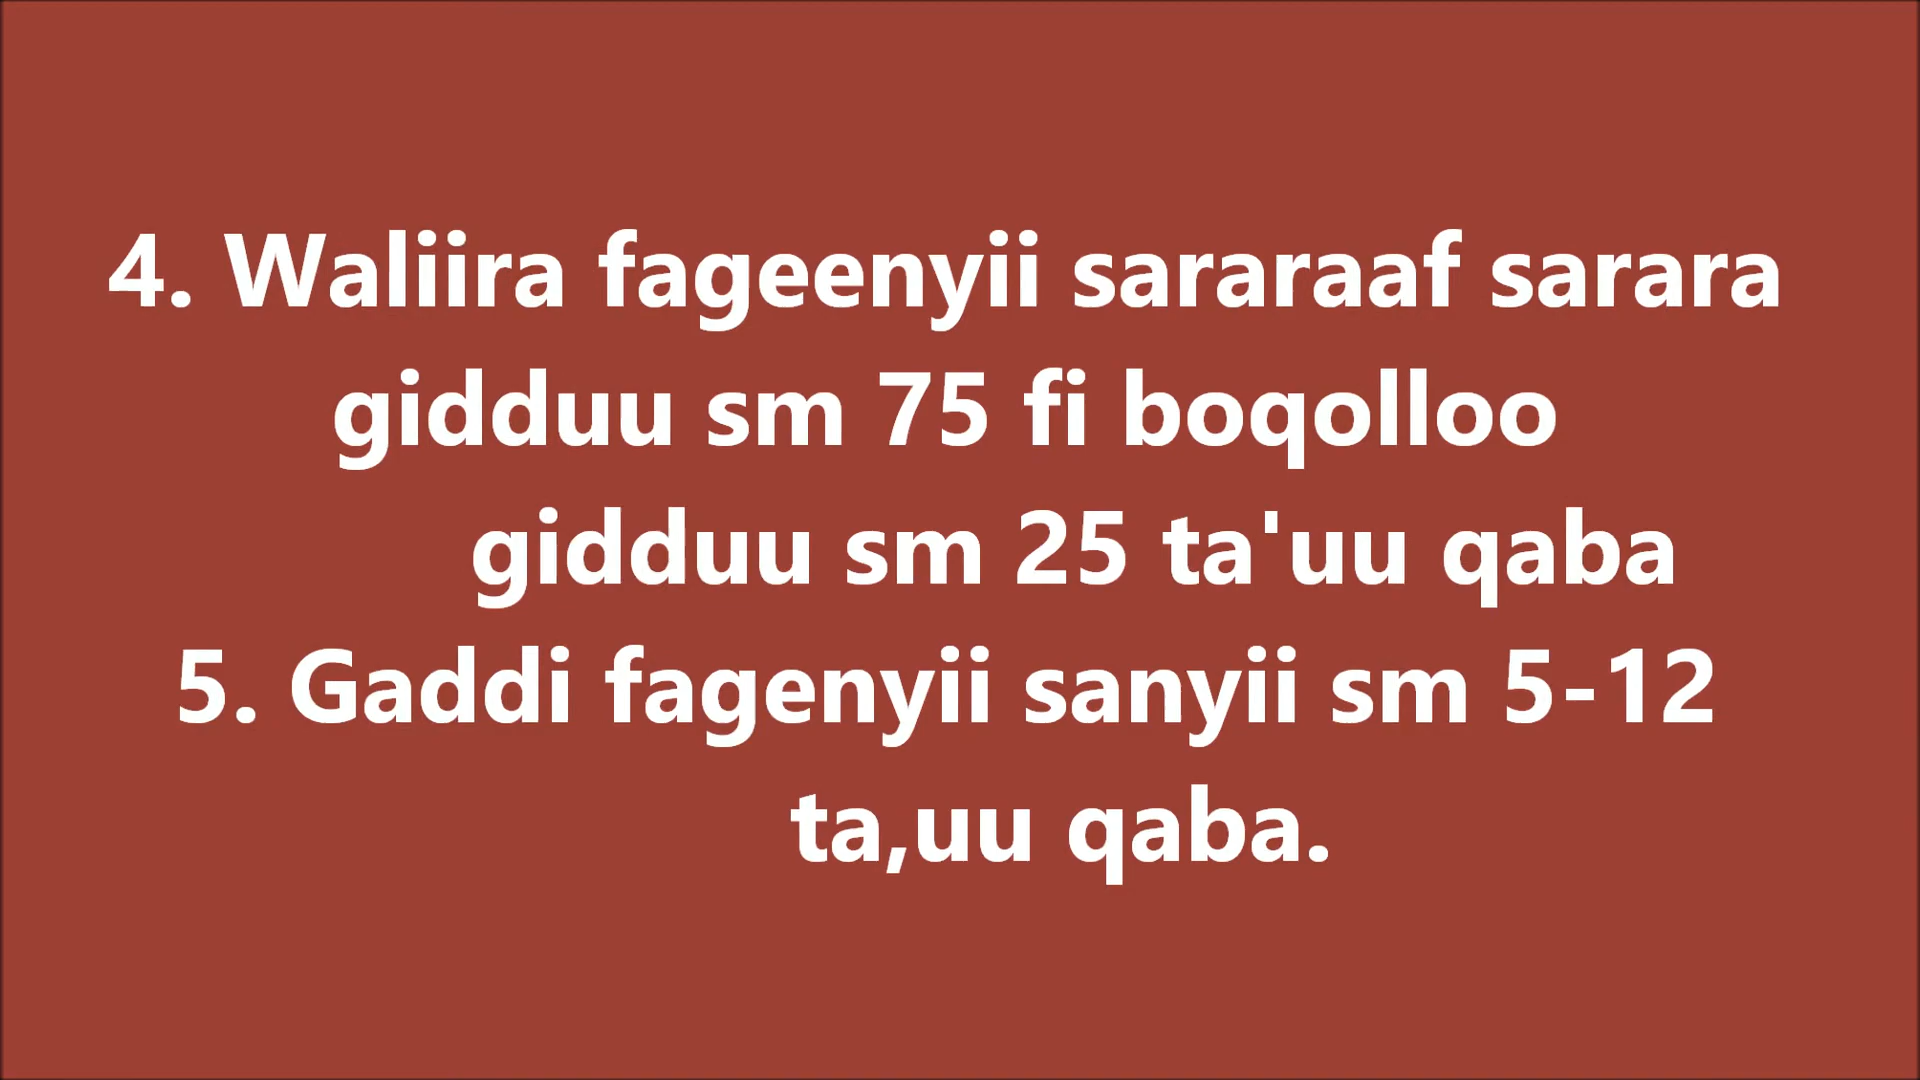 4. Waliira fageenyii sararaaf sarara
gidduu sm 75 fi boqolloo
gidduu sm 25 ta'uu qaba
5. Gaddi fagenyii sanyii sm 5-12
ta,uu qaba.